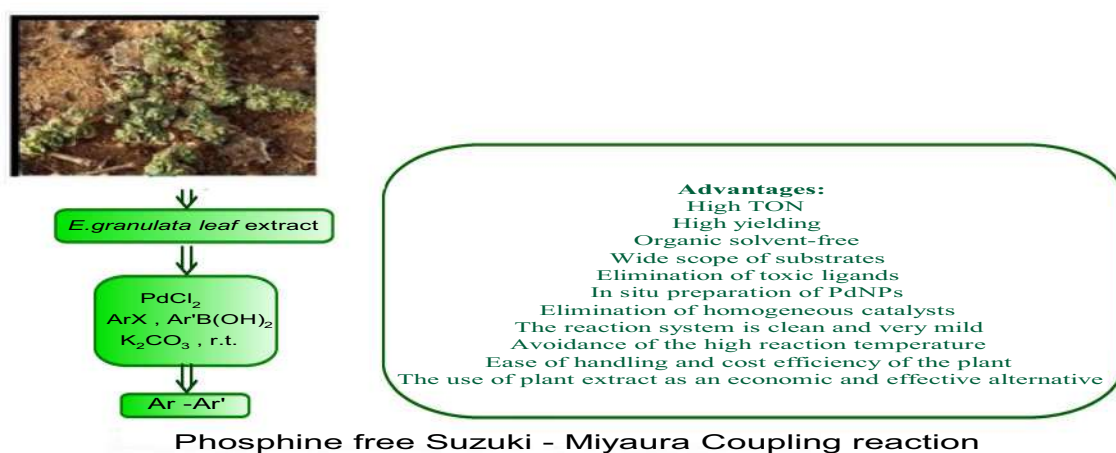 E.granulata leaf extract
PdCl₂
ArX , Ar'B(OH)₂
K₂CO₃ , r.t.
Ar -Ar'
Advantages:
High TON
High yielding
Organic solvent-free
Wide scope of substrates
Elimination of toxic ligands
In situ preparation of PdNPs
Elimination of homogeneous catalysts
The reaction system is clean and very mild
Avoidance of the high reaction temperature
Ease of handling and cost efficiency of the plant
The use of plant extract as an economic and effective alternative
Phosphine free Suzuki - Miyaura Coupling reaction